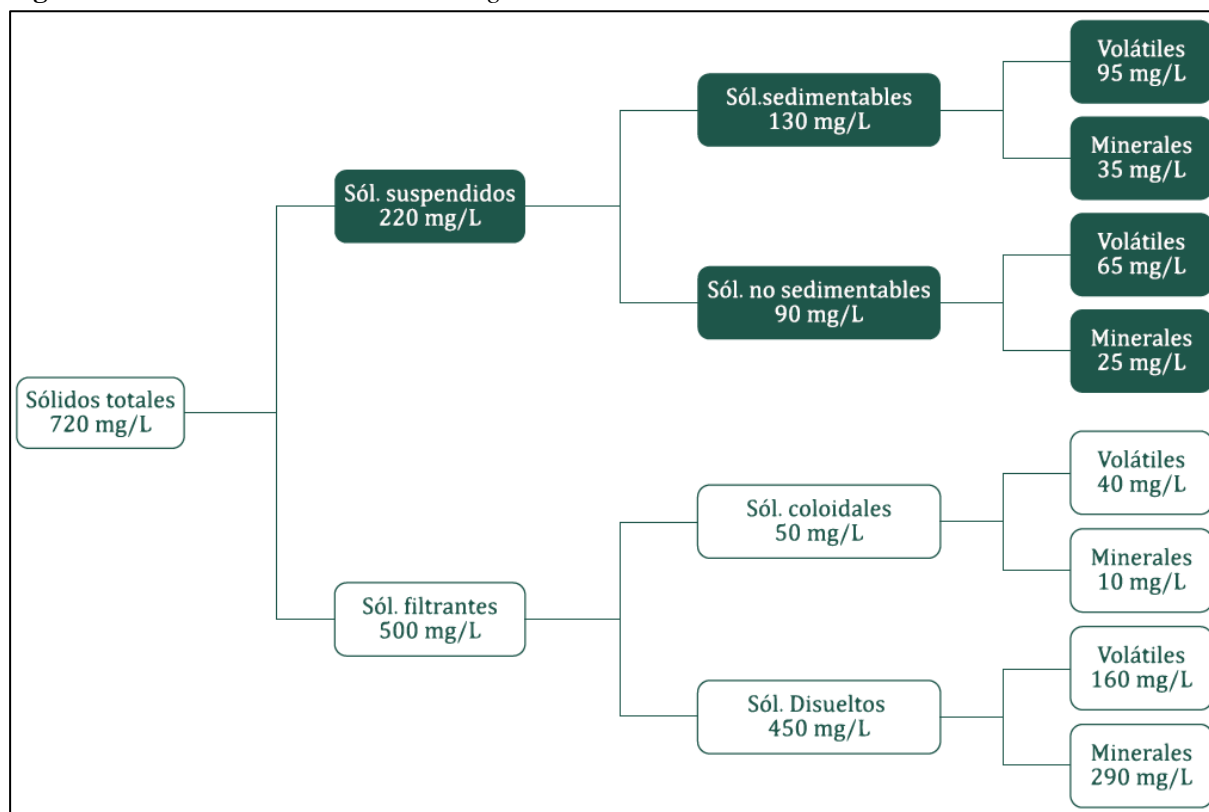 Sól.sedimentables
130 mg/L
Volátiles
95 mg/L
Minerales
35 mg/L
Sól. suspendidos
220 mg/L
Sól. no sedimentables
90 mg/L
Volátiles
65 mg/L
Minerales
25 mg/L
Sólidos totales
720 mg/L
Sól. coloidales
50 mg/L
Volátiles
40 mg/L
Minerales
10 mg/L
Sól. filtrantes
500 mg/L
Sól. Disueltos
450 mg/L
Volátiles
160 mg/L
Minerales
290 mg/L